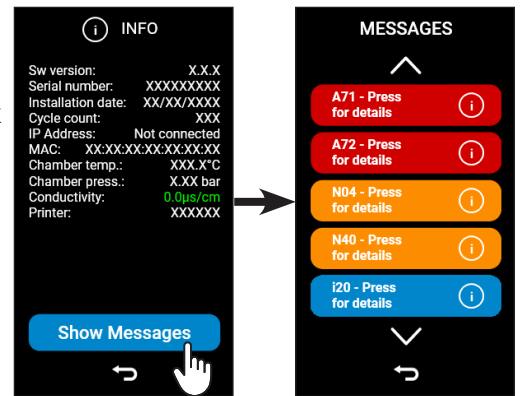 i INFO
Sw version: X.X.X
Serial number: XXXXXXXXX
Installation date: XX/XX/XXXX
Cycle count: XXX
IP Address: Not connected
MAC: XX:XX:XX:XX:XX:XX:XX
Chamber temp.: XXX.X°C
Chamber press.: X.XX bar
Conductivity: 0.0µs/cm
Printer: XXXXXX
Show Messages
MESSAGES
A71 - Press
for details i
A72 - Press
for details i
N04 - Press
for details i
N40 - Press
for details i
i20 - Press
for details i